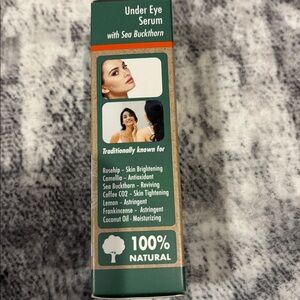 Under Eye
Serum
with Sea Buckthorn
Traditionally known for
Rosehip - Skin Brightening
Camellia - Antioxidant
Sea Buckthorn - Reviving
Coffee CO2 - Skin Tightening
Lemon - Astringent
Frankincense - Astringent
Coconut Oil - Moisturizing
100%
NATURAL